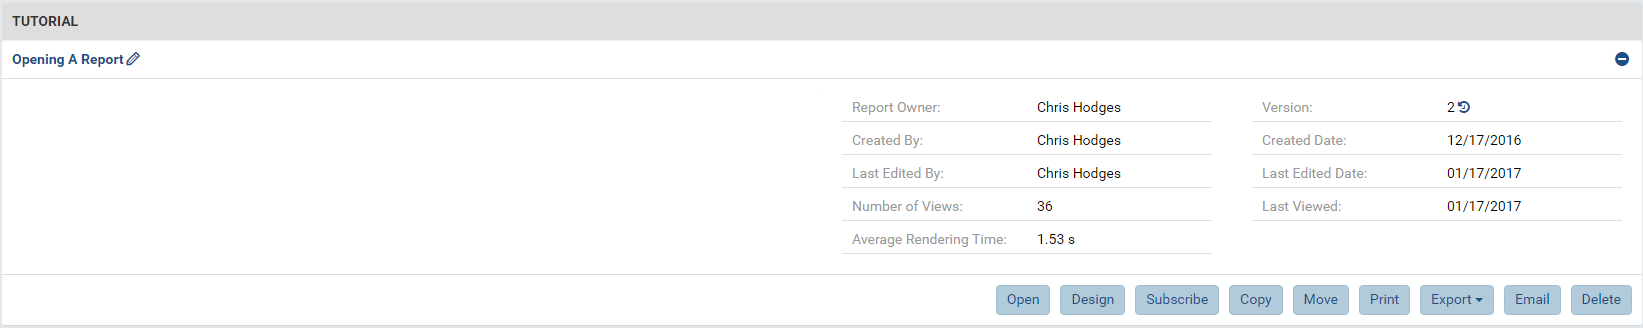 TUTORIAL
Opening A Report
Report Owner: Chris Hodges Version: 2
Created By: Chris Hodges Created Date: 12/17/2016
Last Edited By: Chris Hodges Last Edited Date: 01/17/2017
Number of Views: 36 Last Viewed: 01/17/2017
Average Rendering Time: 1.53 s
Open Design Subscribe Copy Move Print Export Email Delete